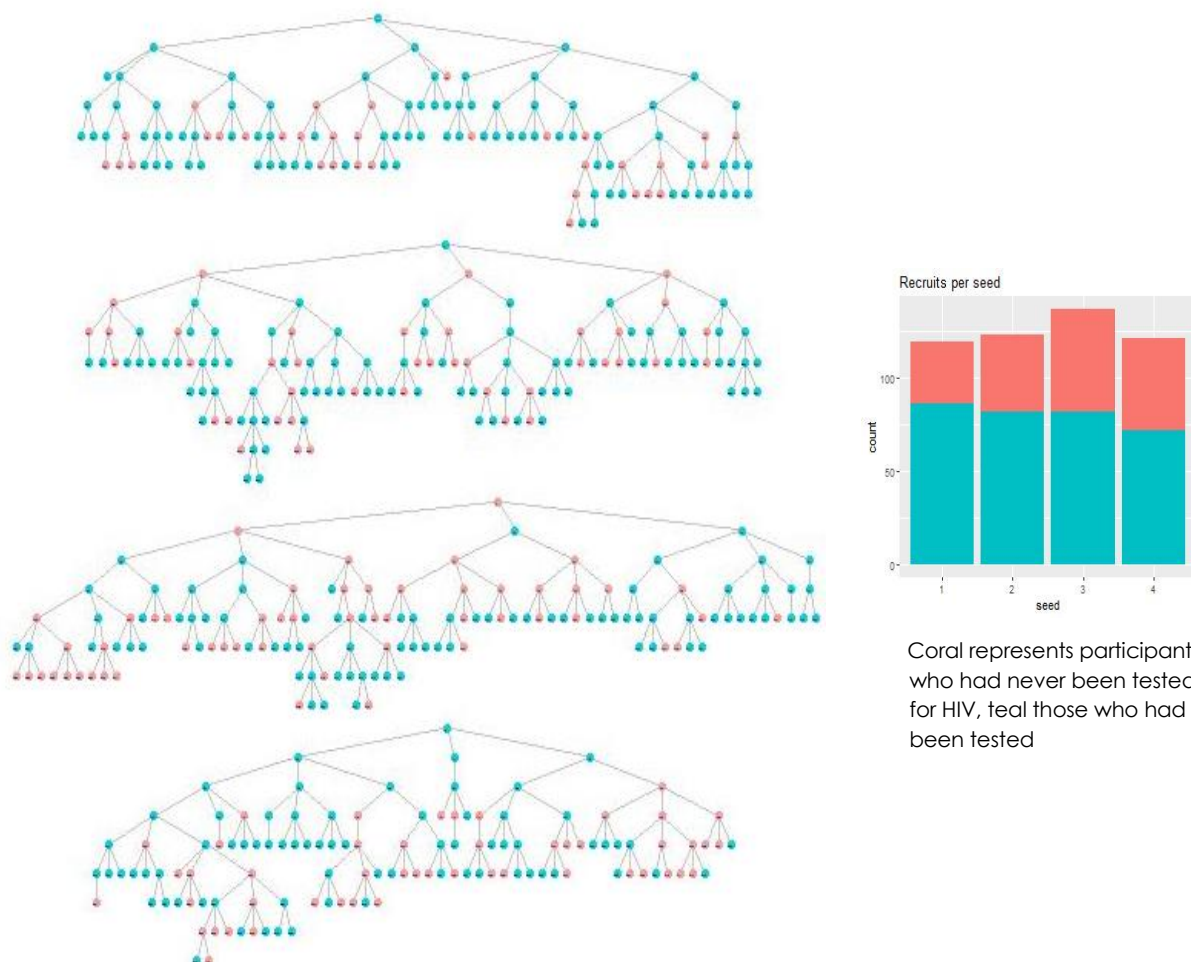 Recruits per seed
100
50
0
count
1 2 3 4
seed
Coral represents participant
who had never been tested
for HIV, teal those who had
been tested